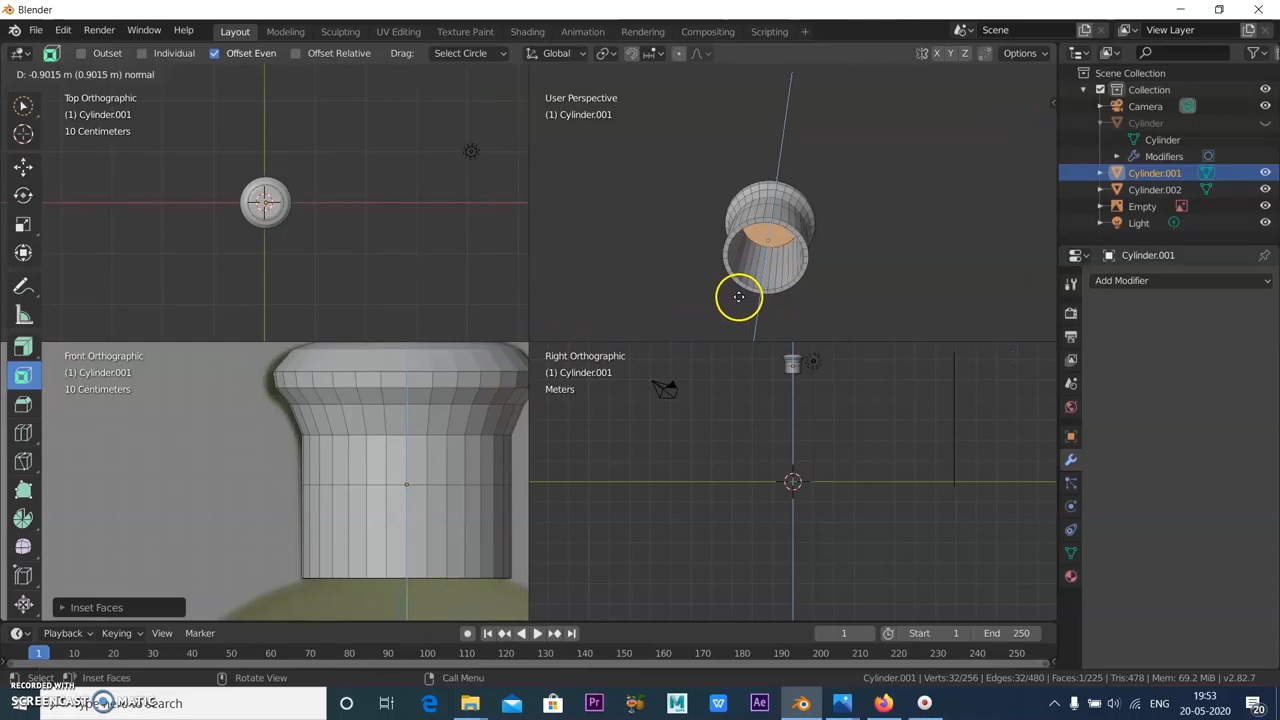 Blender
File Edit Render Window Help Layout Modeling Sculpting UV Editing Texture Paint Shading Animation Rendering Compositing Scripting Scene View Layer
Outset Individual Offset Even Offset Relative Drag: Select Circle Global X Y Z Options
D: -0.9015 m (0.9015 m) normal
Top Orthographic
(1) Cylinder.001
10 Centimeters
User Perspective
(1) Cylinder.001
Scene Collection
Collection
Camera
Cylinder
Cylinder
Modifiers
Cylinder.001
Cylinder.002
Empty
Light
Cylinder.001
Add Modifier
Front Orthographic
(1) Cylinder.001
10 Centimeters
Right Orthographic
(1) Cylinder.001
Meters
Inset Faces
Playback Keying View Marker 1 Start 1 End 250
1 10 20 30 40 50 60 70 80 90 100 110 120 130 140 150 160 170 180 190 200 210 220 230 240 250
Select Inset Faces Rotate View Call Menu Cylinder.001 | Verts:32/256 | Edges:32/480 | Faces:1/225 | Tris:478 | Mem: 69.2 MiB | v2.82.7
RECORDED WITH
SCREENCAST MATIC
here to search
Pr Ae
19:53
20-05-2020
20